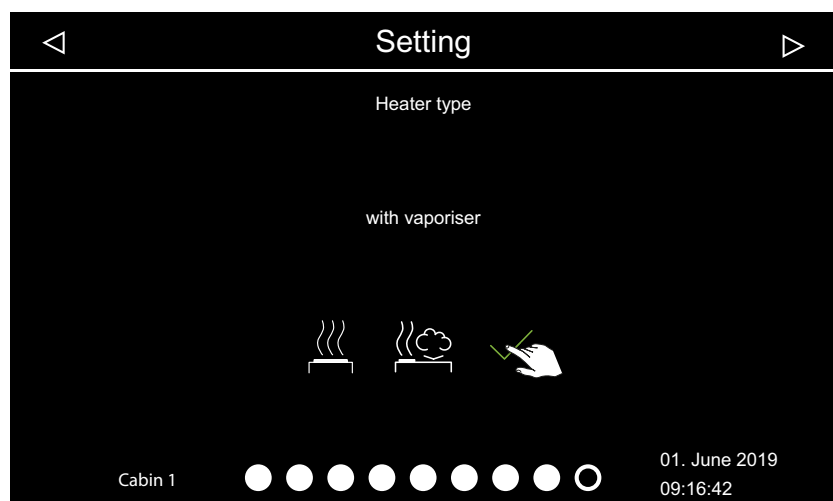 Setting
Heater type
with vaporiser
Cabin 1
01. June 2019
09:16:42